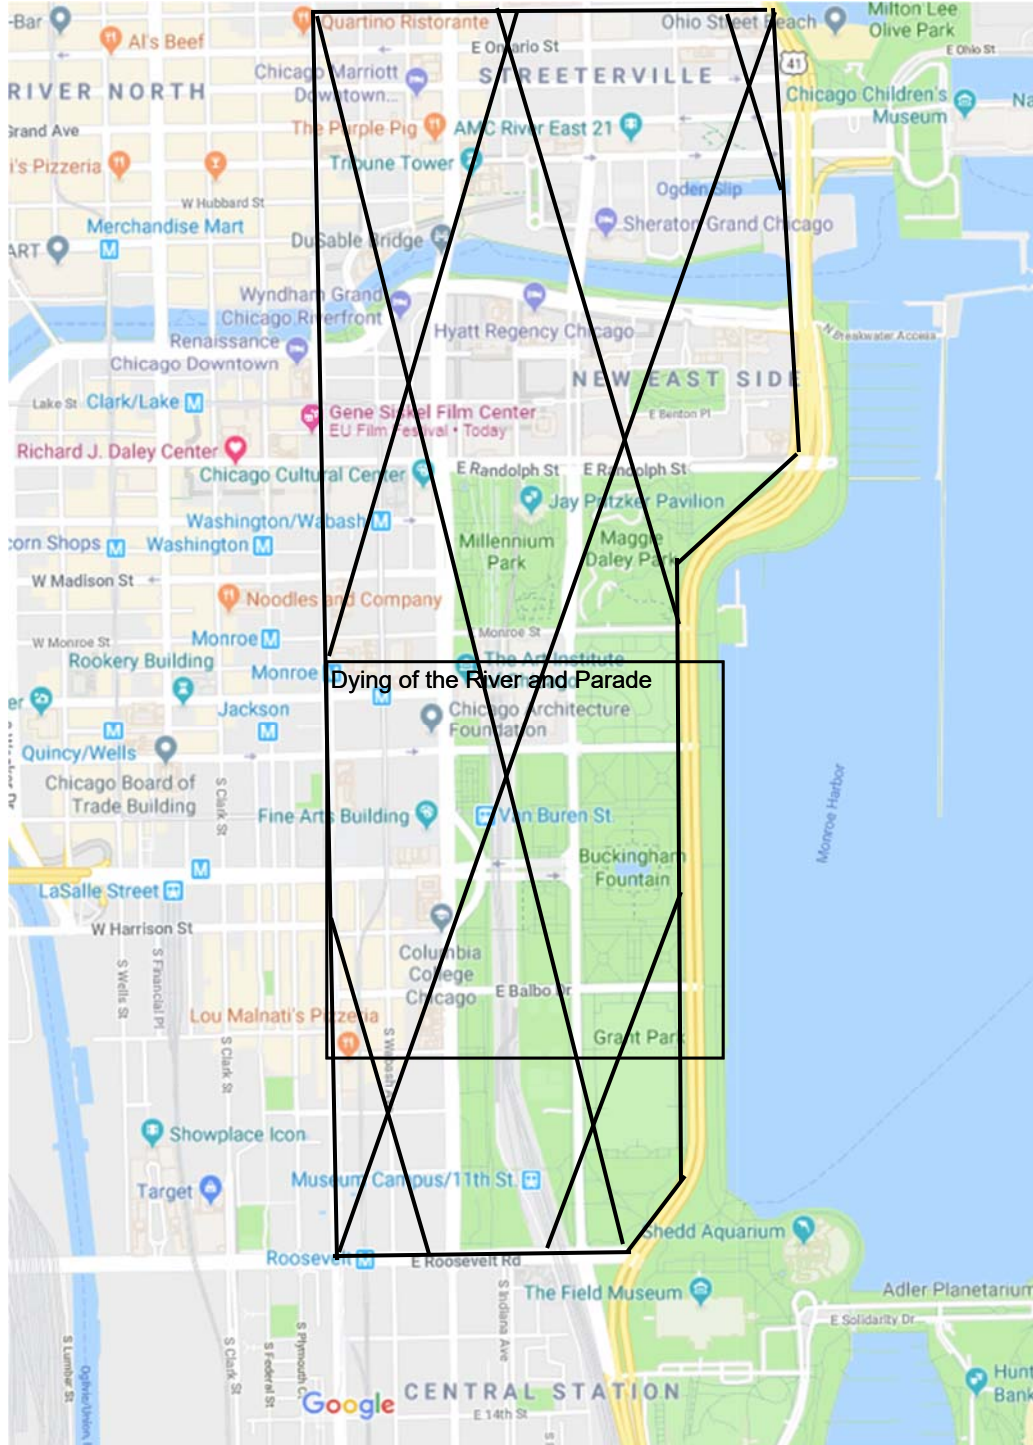 -Bar
Quartino Ristorante
Ohio Street Beach
Milton Lee
Olive Park
Al's Beef
E Ontario St
E Ohio St
41
STREETERVILLE
RIVER NORTH
Chicago Marriott
Downtown...
Chicago Children's
Museum
Na
Grand Ave
The Purple Pig
AMC River East 21
i's Pizzeria
Tribune Tower
Ogden Slip
W Hubbard St
Merchandise Mart
Sheraton Grand Chicago
ART
DuSable Bridge
Wyndham Grand
Chicago Riverfront
Hyatt Regency Chicago
N Breakwater Access
Renaissance
Chicago Downtown
NEW EAST SIDE
Lake St
Clark/Lake
Gene Siskel Film Center
EU Film Festival • Today
E Benton Pl
Richard J. Daley Center
Chicago Cultural Center
E Randolph St
E Randolph St
Jay Pritzker Pavilion
Washington/Wabash
corn Shops
Washington
Millennium
Park
Maggie
Daley Park
W Madison St
Noodles and Company
W Monroe St
Monroe
Monroe St
Rookery Building
Monroe
The Art Institute
Dying of the River and Parade
er
Jackson
Chicago Architecture
Foundation
Quincy/Wells
Chicago Board of
Trade Building
S Clark St
Fine Arts Building
Van Buren St.
Monroe Harbor
Buckingham
Fountain
LaSalle Street
W Harrison St
Columbia
College
Chicago
S Wells St
S Financial Pl
E Balbo Dr
Lou Malnati's Pizzeria
Grant Park
S Clark St
S Wabash A
Showplace Icon
Museum Campus/11th St.
Target
Shedd Aquarium
Roosevelt
E Roosevelt Rd
The Field Museum
Adler Planetarium
E Solidarity Dr
S Indiana Ave
S Lumber St
S Clark St
S Federal St
S Plymouth C
Hunt
Bank
CENTRAL STATION
Google
E 14th St